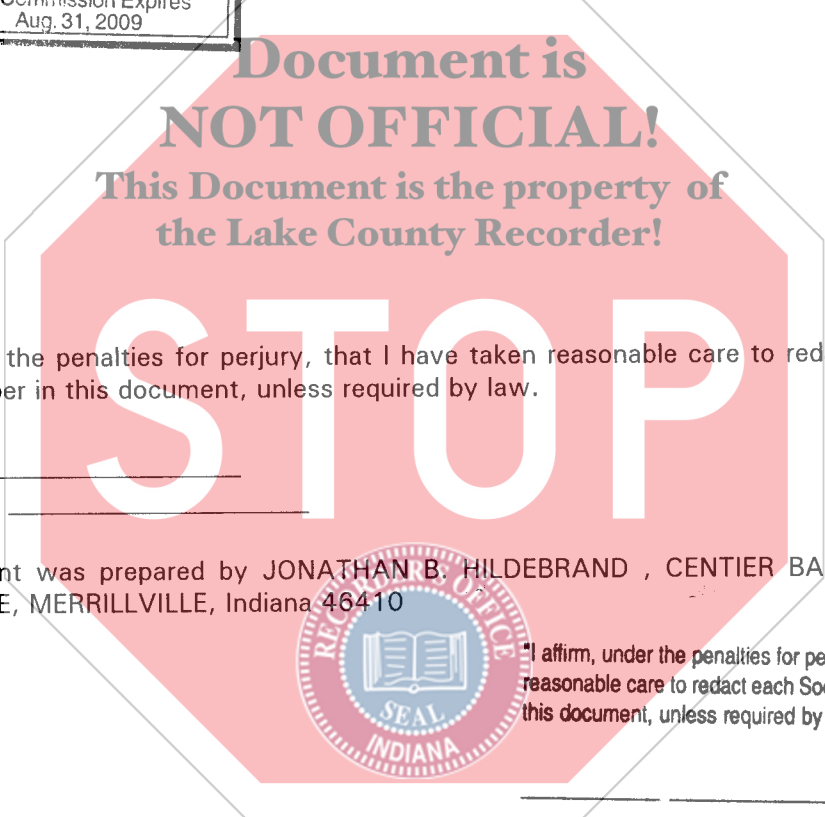 Commission Expires
Aug. 31, 2009
Document is
NOT OFFICIAL!
This Document is the property of
the Lake County Recorder!
STOP
the penalties for perjury, that I have taken reasonable care to red
er in this document, unless required by law.
nt was prepared by JONATHAN B. HILDEBRAND , CENTIER BA
E, MERRILLVILLE, Indiana 46410
RECORDER'S OFFICE
SEAL
INDIANA
"I affirm, under the penalties for pe
reasonable care to redact each So
this document, unless required by